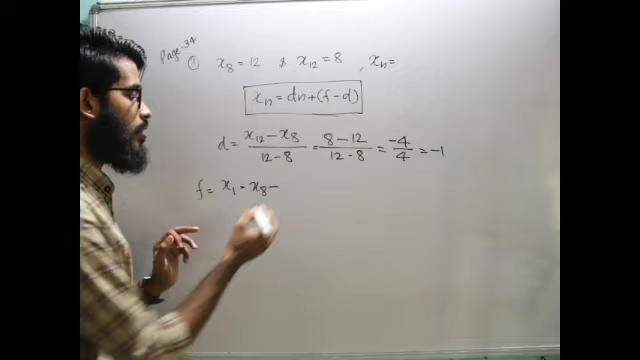 Page-34
① x₈ = 12 & x₁₂ = 8 , xₙ =
xₙ = dn + (f - d)
d = x₁₂ - x₈ / 12 - 8 = 8 - 12 / 12 - 8 = -4 / 4 = -1
f = x₁ = x₈ -